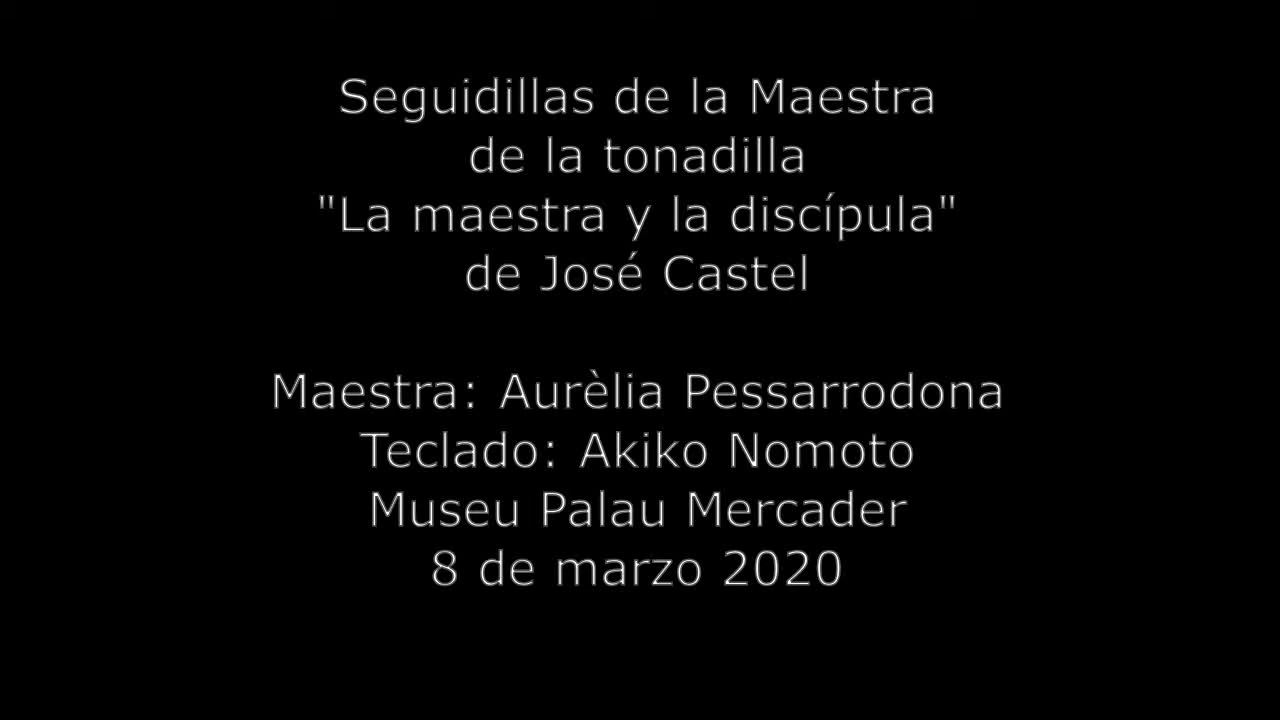 Seguidillas de la Maestra
de la tonadilla
"La maestra y la discípula"
de José Castel
Maestra: Aurèlia Pessarrodona
Teclado: Akiko Nomoto
Museu Palau Mercader
8 de marzo 2020